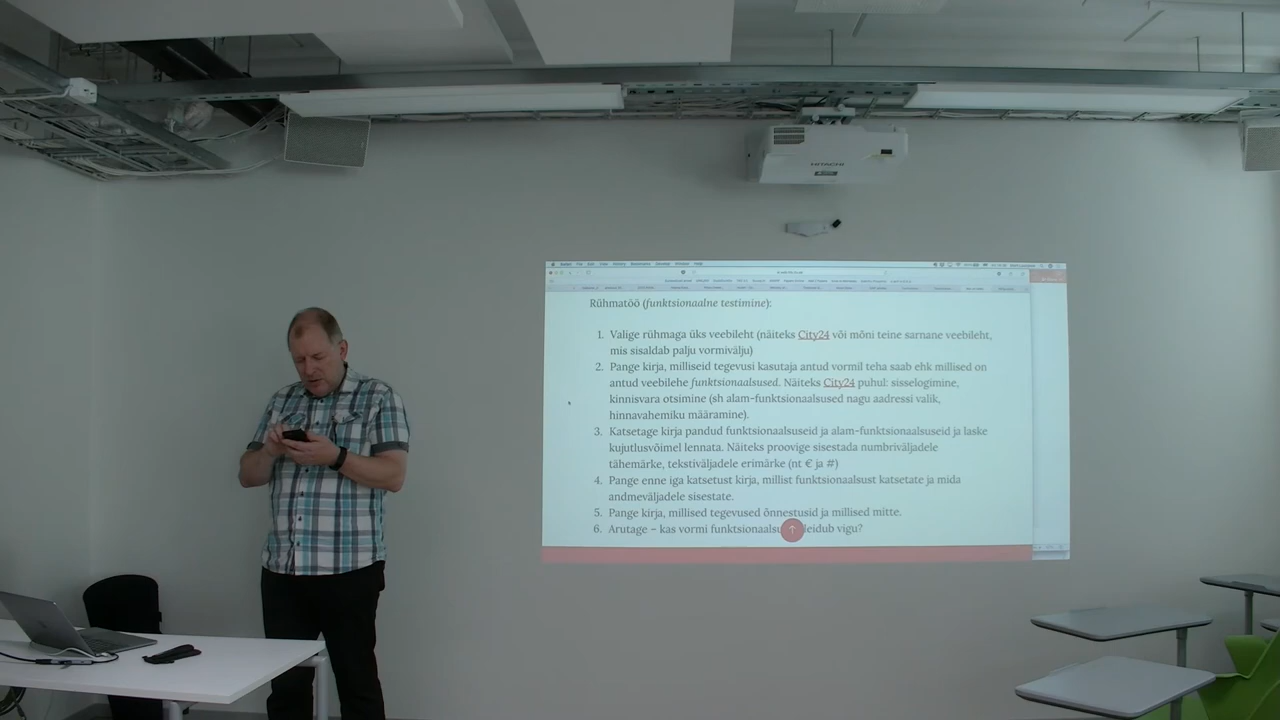 HITACHI
Rühmatöö (funktsionaalne testimine):
1. Valige rühmaga üks veebileht (näiteks City24 või mõni teine sarnane veebileht,
mis sisaldab palju vormivälju)
2. Pange kirja, milliseid tegevusi kasutaja antud vormil teha saab ehk millised on
antud veebilehe funktsionaalsused. Näiteks City24 puhul: sisselogimine,
kinnisvara otsimine (sh alam-funktsionaalsused nagu aadressi valik,
hinnavahemiku määramine).
3. Katsetage kirja pandud funktsionaalsuseid ja alam-funktsionaalsuseid ja laske
kujutlusvõimel lennata. Näiteks proovige sisestada numbriväljadele
tähemärke, tekstiväljadele erimärke (nt € ja #)
4. Pange enne iga katsetust kirja, millist funktsionaalsust katsetate ja mida
andmeväljadele sisestate.
5. Pange kirja, millised tegevused õnnestusid ja millised mitte.
6. Arutage – kas vormi funktsionaalsu leidub vigu?